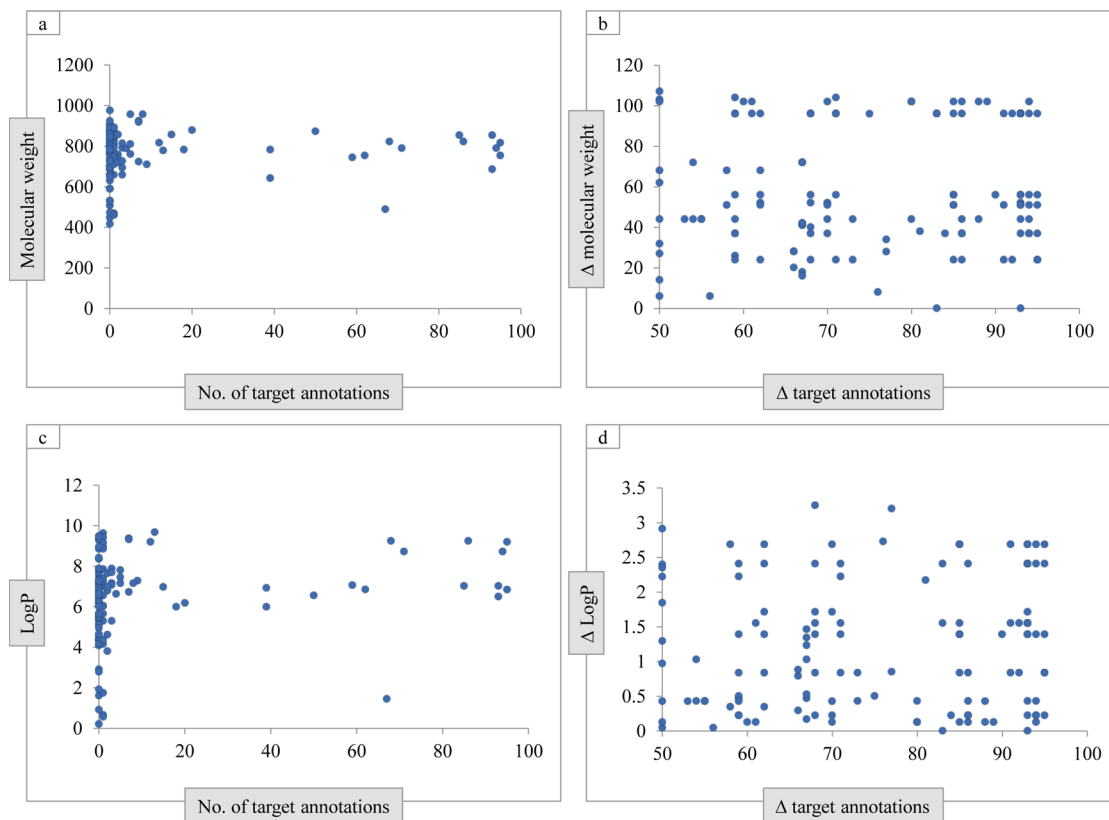 a
1200
1000
800
600
400
200
0
0 20 40 60 80 100
Molecular weight
No. of target annotations
b
120
100
80
60
40
20
0
50 60 70 80 90 100
Δ molecular weight
Δ target annotations
c
12
10
8
6
4
2
0
0 20 40 60 80 100
LogP
No. of target annotations
d
3.5
3
2.5
2
1.5
1
0.5
0
50 60 70 80 90 100
Δ LogP
Δ target annotations